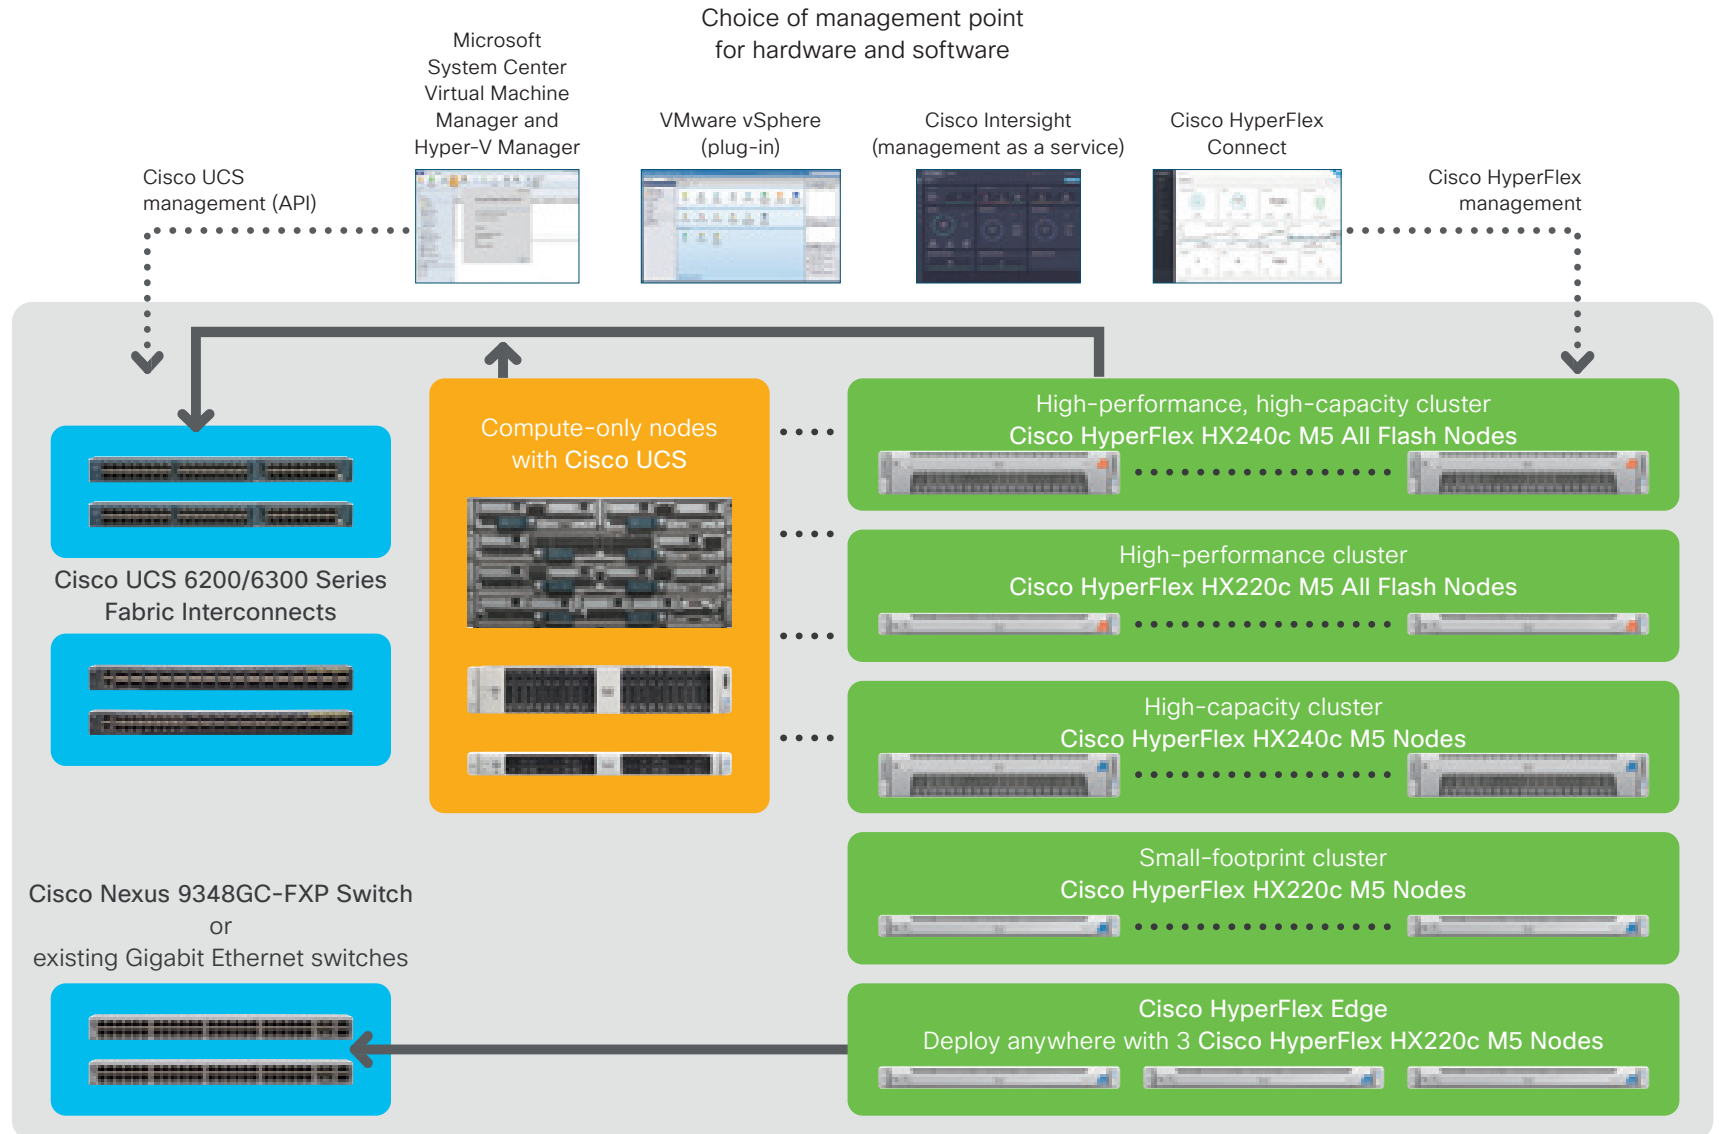 Choice of management point
for hardware and software
Microsoft
System Center
Virtual Machine
Manager and
Hyper-V Manager
VMware vSphere
(plug-in)
Cisco Intersight
(management as a service)
Cisco HyperFlex
Connect
Cisco UCS
management (API)
Cisco HyperFlex
management
Compute-only nodes
with Cisco UCS
High-performance, high-capacity cluster
Cisco HyperFlex HX240c M5 All Flash Nodes
High-performance cluster
Cisco HyperFlex HX220c M5 All Flash Nodes
Cisco UCS 6200/6300 Series
Fabric Interconnects
High-capacity cluster
Cisco HyperFlex HX240c M5 Nodes
Small-footprint cluster
Cisco HyperFlex HX220c M5 Nodes
Cisco Nexus 9348GC-FXP Switch
or
existing Gigabit Ethernet switches
Cisco HyperFlex Edge
Deploy anywhere with 3 Cisco HyperFlex HX220c M5 Nodes